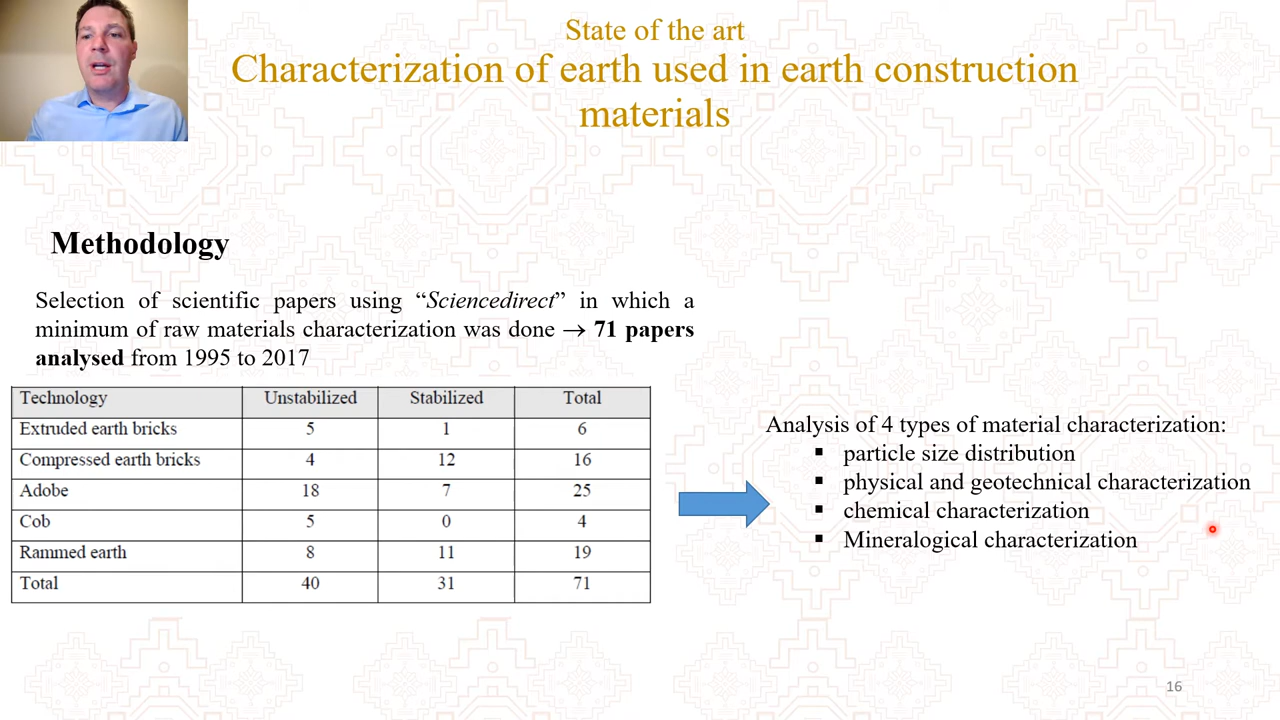 State of the art
Characterization of earth used in earth construction
materials
Methodology
Selection of scientific papers using “Sciencedirect” in which a
minimum of raw materials characterization was done → 71 papers
analysed from 1995 to 2017
Technology Unstabilized Stabilized Total
Extruded earth bricks 5 1 6
Compressed earth bricks 4 12 16
Adobe 18 7 25
Cob 5 0 4
Rammed earth 8 11 19
Total 40 31 71
Analysis of 4 types of material characterization:
▪ particle size distribution
▪ physical and geotechnical characterization
▪ chemical characterization
▪ Mineralogical characterization
16